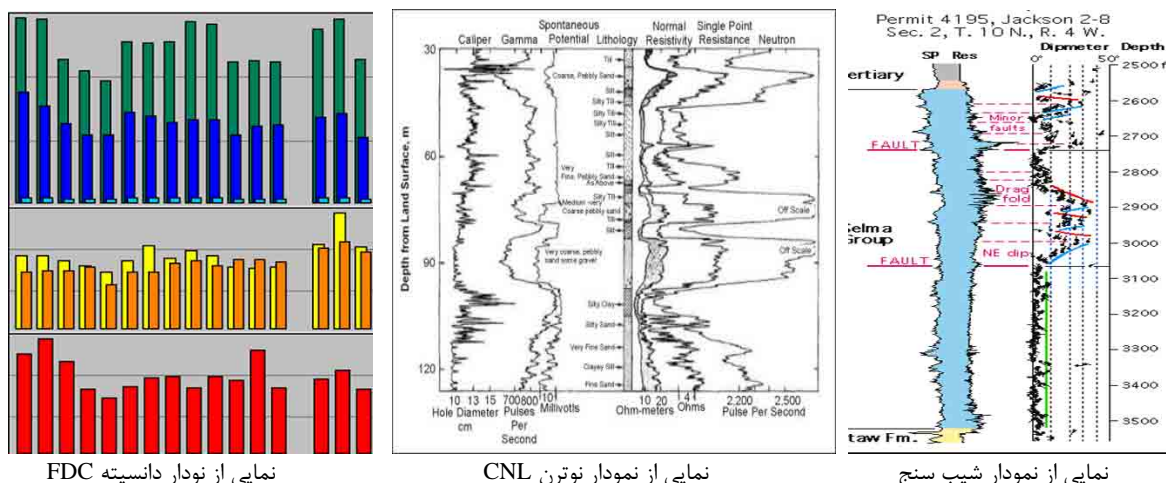 Spontaneous Normal Single Point
Caliper Gamma Potential Lithology Resistivity Resistance Neutron
30
Till
Coarse, Pebbly Sand
Silt
Silty Till
Silt
Silty Till
Silt
60
Silt
Very Till
Fine, Pebbly Sand
As Above
Silty Till
Medium
Coarse pebbly sand
Till
Off Scale
Silt
Very coarse, pebbly
sand some gravel
Off Scale
90
Silty Clay
Silty Sand
Very Fine Sand
Clayey Silt
120
Fine Sand
Depth from Land Surface, m
10 13 15 700 800 10 10 20 4 2,200 2,500
Hole Diameter Pulses Millivotls Ohm-meters Ohms Pulse Per Second
cm Per
Second
Permit 4195, Jackson 2-8
Sec. 2, T. 10 N., R. 4 W.
Dipmeter Depth
SP Res 0 50°
2500 f
ertiary
2600
Minor
faults
2700
FAULT
2800
Drag
fold
2900
Selma
Group
3000
NE dip
FAULT
3100
3200
3300
3400
3500
taw Fm.
نمایی از نمودار شیب سنج
نمایی از نمودار نوترن CNL
نمایی از نودار دانسیته FDC